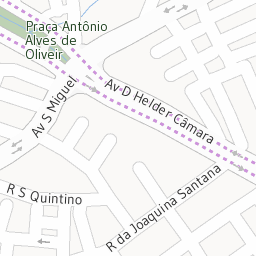 Praça Antônio
Alves de
Oliveir
Av D Helder Câmara
Av S Miguel
R S Quintino
R da Joaquina Santana